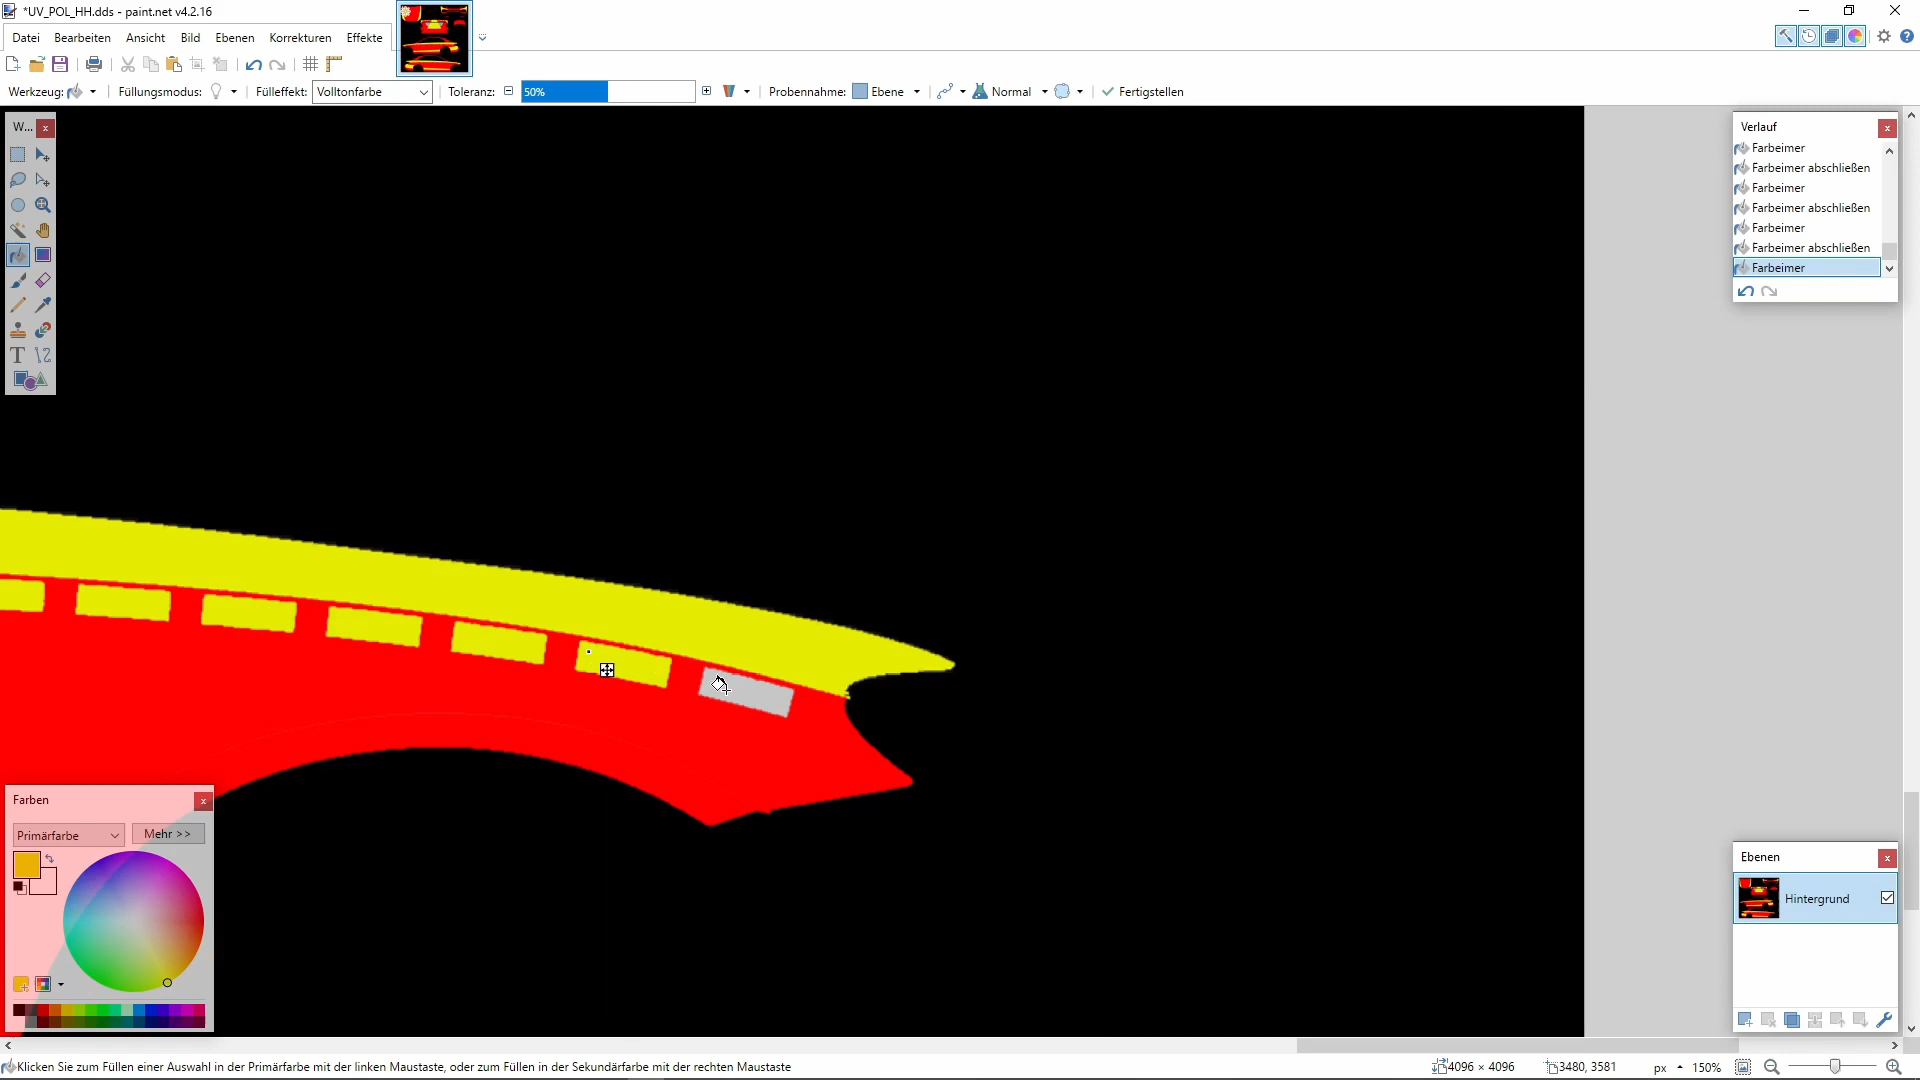 *UV_POL_HH.dds - paint.net v4.2.16
Datei Bearbeiten Ansicht Bild Ebenen Korrekturen Effekte
Werkzeug: Füllungsmodus: Fülleffekt: Volltonfarbe Toleranz: 50% Probennahme: Ebene Normal Fertigstellen
W...
Verlauf
Farbeimer
Farbeimer abschließen
Farbeimer
Farbeimer abschließen
Farbeimer
Farbeimer abschließen
Farbeimer
Farben
Primärfarbe Mehr >>
Ebenen
Hintergrund
Klicken Sie zum Füllen einer Auswahl in der Primärfarbe mit der linken Maustaste, oder zum Füllen in der Sekundärfarbe mit der rechten Maustaste
4096 × 4096 3480, 3581 px 150%